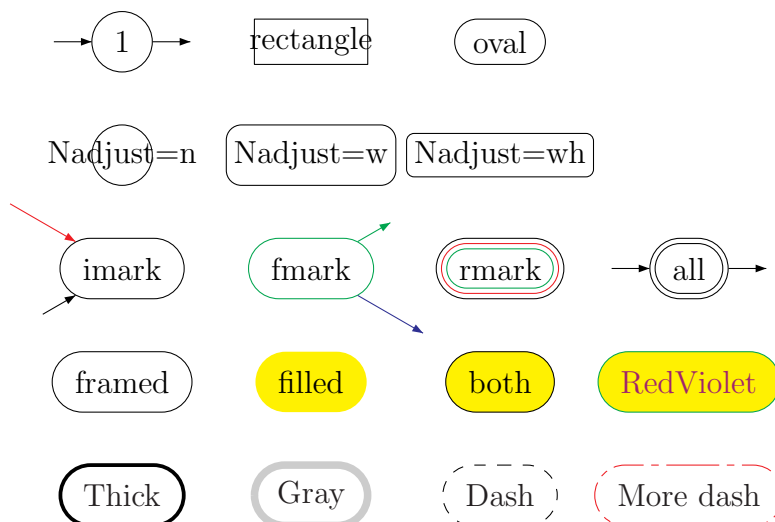 1 rectangle oval
Nadjust=n Nadjust=w Nadjust=wh
imark fmark rmark all
framed filled both RedViolet
Thick Gray Dash More dash